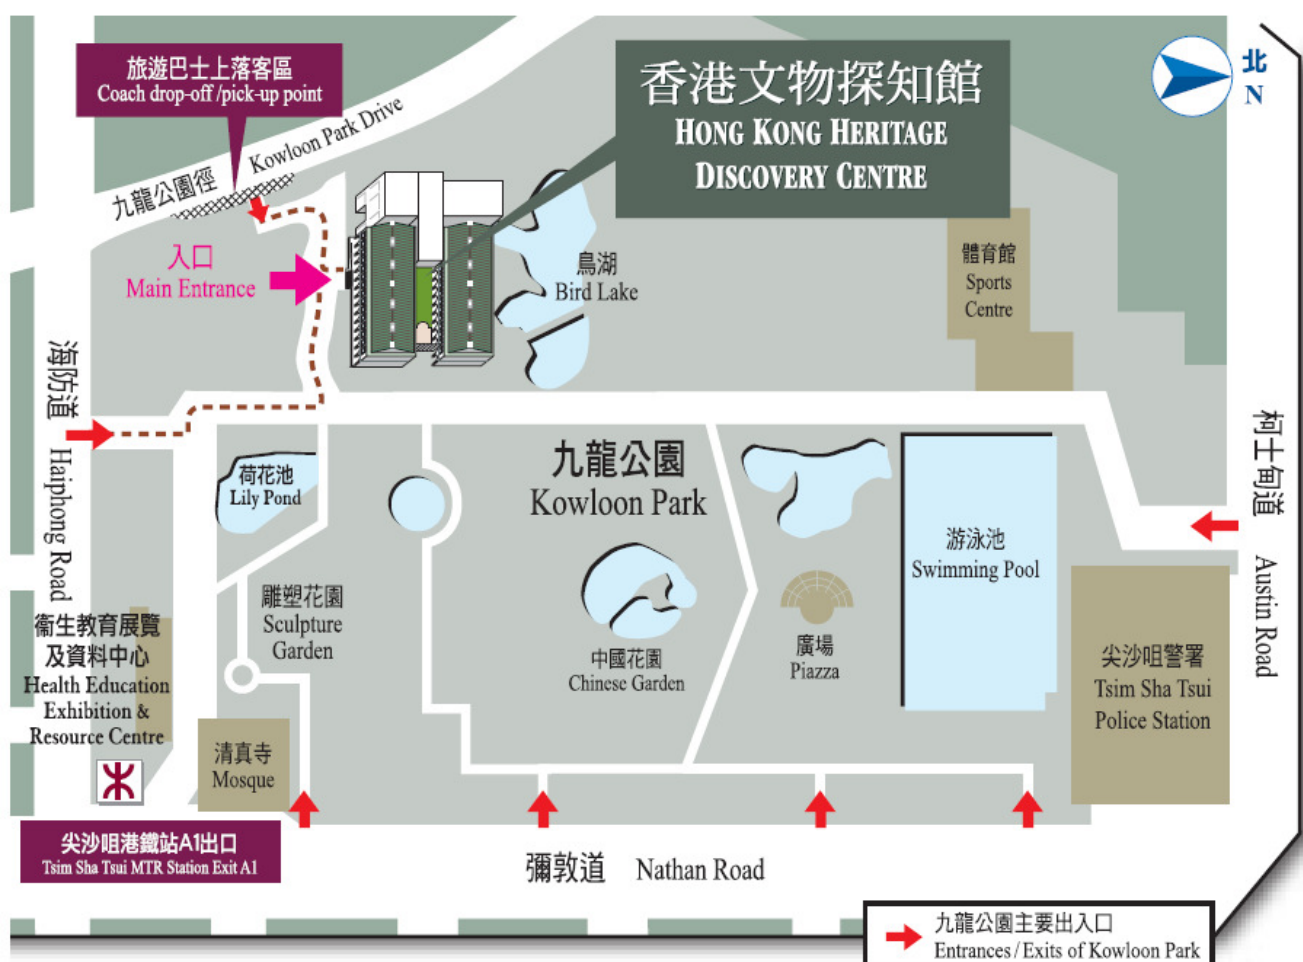 旅遊巴士上落客區
Coach drop-off /pick-up point
香港文物探知館
HONG KONG HERITAGE
DISCOVERY CENTRE
北
N
九龍公園徑 Kowloon Park Drive
入口
Main Entrance
鳥湖
Bird Lake
體育館
Sports
Centre
海防道 Haiphong Road
荷花池
Lily Pond
九龍公園
Kowloon Park
游泳池
Swimming Pool
柯士甸道 Austin Road
雕塑花園
Sculpture
Garden
中國花園
Chinese Garden
廣場
Piazza
衞生教育展覽
及資料中心
Health Education
Exhibition &
Resource Centre
尖沙咀警署
Tsim Sha Tsui
Police Station
清真寺
Mosque
尖沙咀港鐵站A1出口
Tsim Sha Tsui MTR Station Exit A1
彌敦道 Nathan Road
九龍公園主要出入口
Entrances / Exits of Kowloon Park